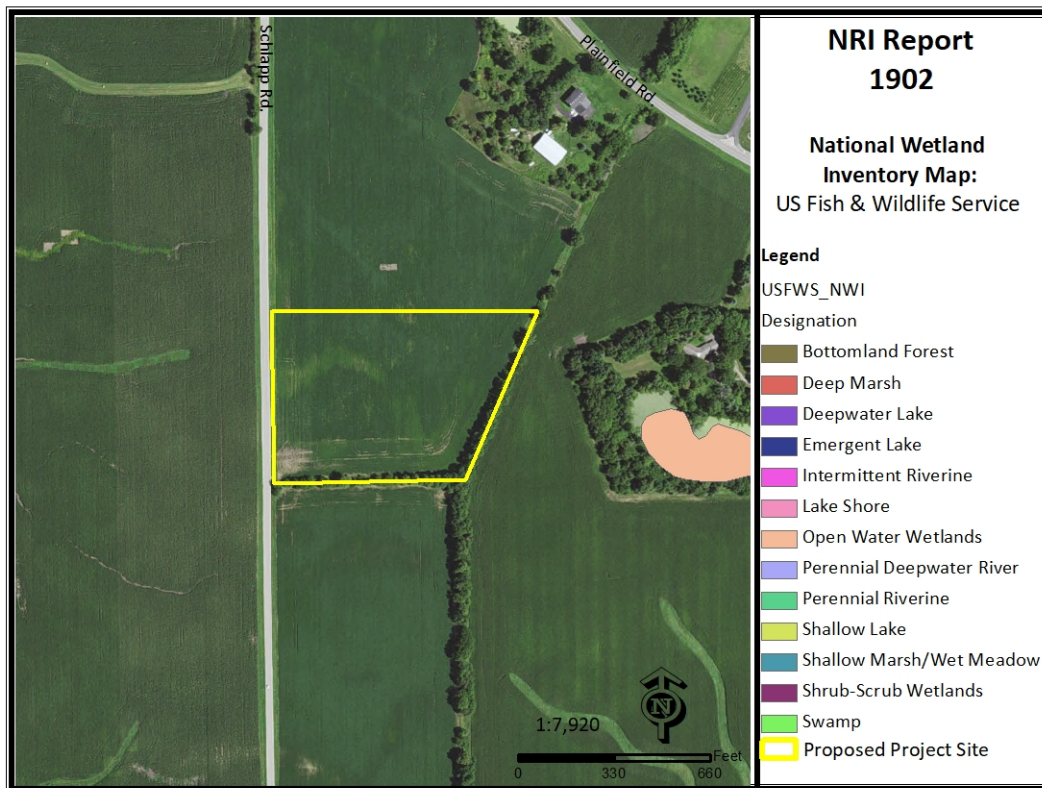 Schlapp Rd.
Plainfield Rd
1:7,920
N
Feet
0 330 660
NRI Report
1902
National Wetland
Inventory Map:
US Fish & Wildlife Service
Legend
USFWS_NWI
Designation
Bottomland Forest
Deep Marsh
Deepwater Lake
Emergent Lake
Intermittent Riverine
Lake Shore
Open Water Wetlands
Perennial Deepwater River
Perennial Riverine
Shallow Lake
Shallow Marsh/Wet Meadow
Shrub-Scrub Wetlands
Swamp
Proposed Project Site